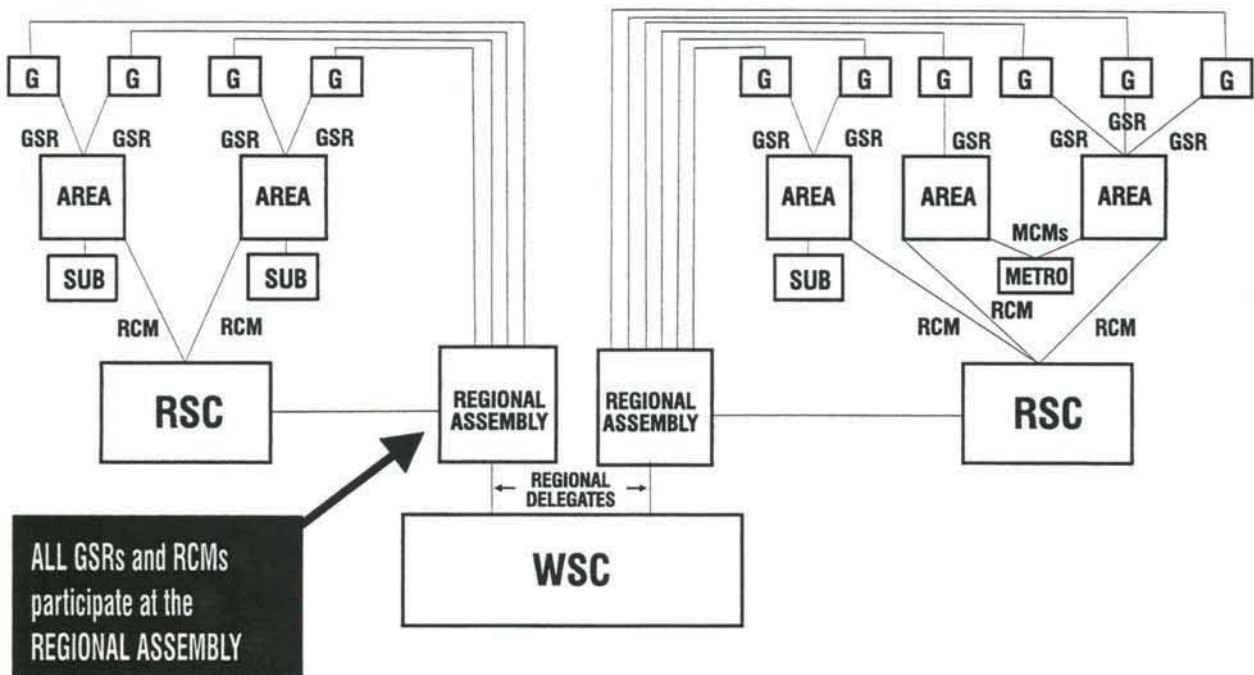 G G G G G G G G G G
GSR
GSR GSR GSR GSR GSR GSR GSR GSR GSR
AREA AREA AREA AREA AREA
MCMs
SUB SUB SUB METRO
RCM
RCM RCM RCM RCM
RSC
REGIONAL
ASSEMBLY
REGIONAL
ASSEMBLY
RSC
REGIONAL
DELEGATES
WSC
ALL GSRs and RCMs
participate at the
REGIONAL ASSEMBLY